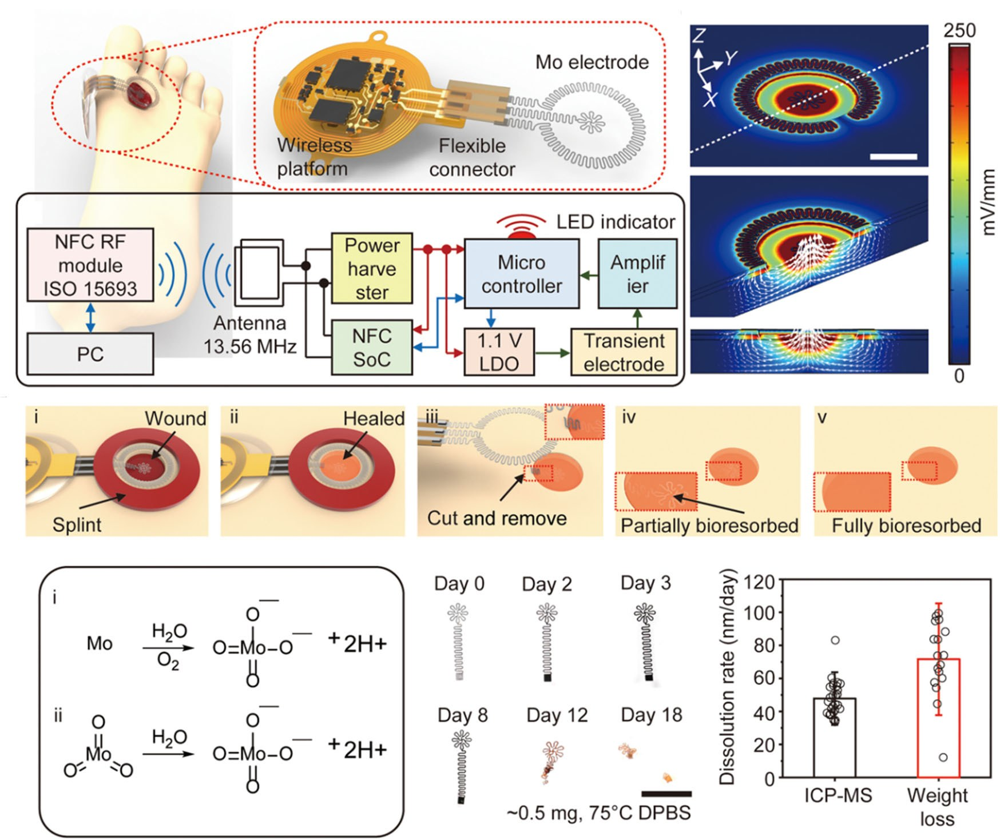 Mo electrode
Wireless
platform
Flexible
connector
Z
Y
X
250
mV/mm
0
NFC RF
module
ISO 15693
PC
Antenna
13.56 MHz
Power
harve
ster
NFC
SoC
LED indicator
Micro
controller
Amplif
ier
1.1 V
LDO
Transient
electrode
i
Wound
Splint
ii
Healed
iii
Cut and remove
iv
Partially bioresorbed
v
Fully bioresorbed
i
Mo
H2O
O2
O
O=Mo–O
O
+2H+
ii
O
Mo
O
O
H2O
O
O=Mo–O
O
+2H+
Day 0
Day 2
Day 3
Day 8
Day 12
Day 18
~0.5 mg, 75°C DPBS
Dissolution rate (nm/day)
120
100
80
60
40
20
0
ICP-MS
Weight
loss